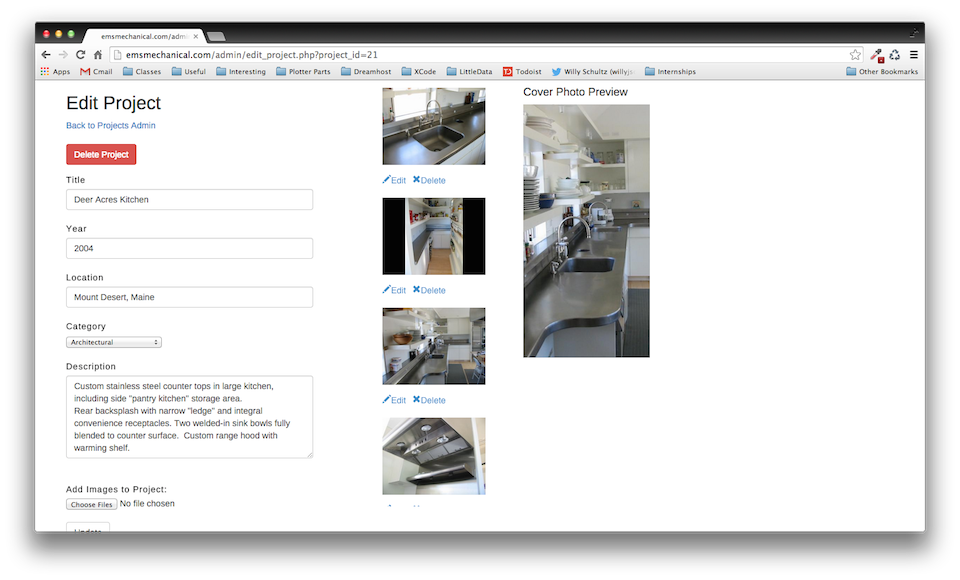 emsmechanical.com/admi
emsmechanical.com/admin/edit_project.php?project_id=21
Apps Gmail Classes Useful Interesting Plotter Parts Dreamhost XCode LittleData Todoist Willy Schultz (willyjs Internships Other Bookmarks
Edit Project
Back to Projects Admin
Delete Project
Title
Deer Acres Kitchen
Year
2004
Location
Mount Desert, Maine
Category
Architectural
Description
Custom stainless steel counter tops in large kitchen,
including side "pantry kitchen" storage area.
Rear backsplash with narrow "ledge" and integral
convenience receptacles. Two welded-in sink bowls fully
blended to counter surface.  Custom range hood with
warming shelf.
Add Images to Project:
Choose Files No file chosen
Update
Edit Delete
Edit Delete
Edit Delete
Cover Photo Preview